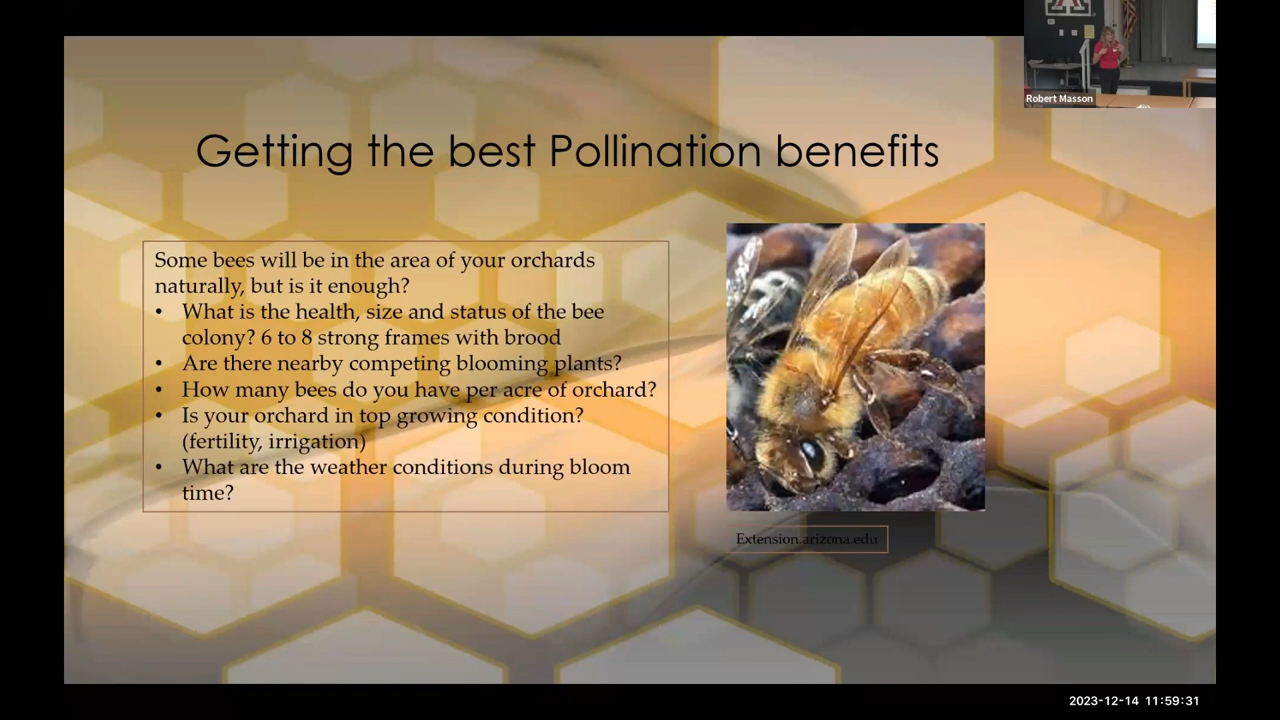 Robert Masson
Getting the best Pollination benefits
Some bees will be in the area of your orchards
naturally, but is it enough?
• What is the health, size and status of the bee
colony? 6 to 8 strong frames with brood
• Are there nearby competing blooming plants?
• How many bees do you have per acre of orchard?
• Is your orchard in top growing condition?
(fertility, irrigation)
• What are the weather conditions during bloom
time?
Extension.arizona.edu
2023-12-14 11:59:31